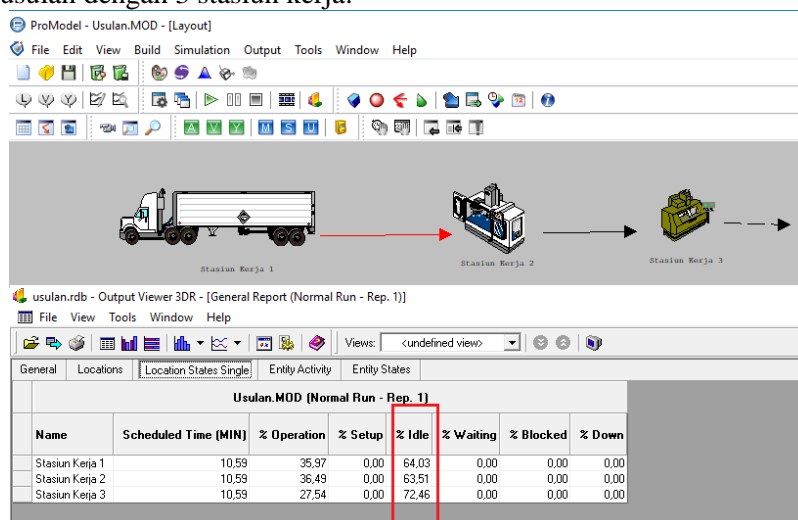 usulan dengan 3 stasiun kerja.
ProModel - Usulan.MOD - [Layout]
File Edit View Build Simulation Output Tools Window Help
Stasiun Kerja 1
Stasiun Kerja 2
Stasiun Kerja 3
usulan.rdb - Output Viewer 3DR - [General Report (Normal Run - Rep. 1)]
File View Tools Window Help
Views: <undefined view>
General Locations Location States Single Entity Activity Entity States
Usulan.MOD (Normal Run - Rep. 1)
Name Scheduled Time (MIN) % Operation % Setup % Idle % Waiting % Blocked % Down
Stasiun Kerja 1 10,59 35,97 0,00 64,03 0,00 0,00 0,00
Stasiun Kerja 2 10,59 36,49 0,00 63,51 0,00 0,00 0,00
Stasiun Kerja 3 10,59 27,54 0,00 72,46 0,00 0,00 0,00